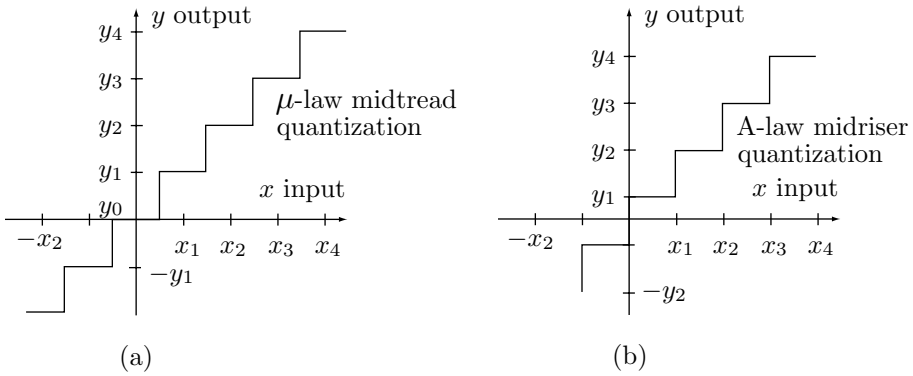 y output
y4
y3
y2
y1
y0
μ-law midtread
quantization
x input
−x2
x1
x2
x3
x4
−y1
(a)
y output
y4
y3
y2
y1
A-law midriser
quantization
x input
−x2
x1
x2
x3
x4
−y2
(b)